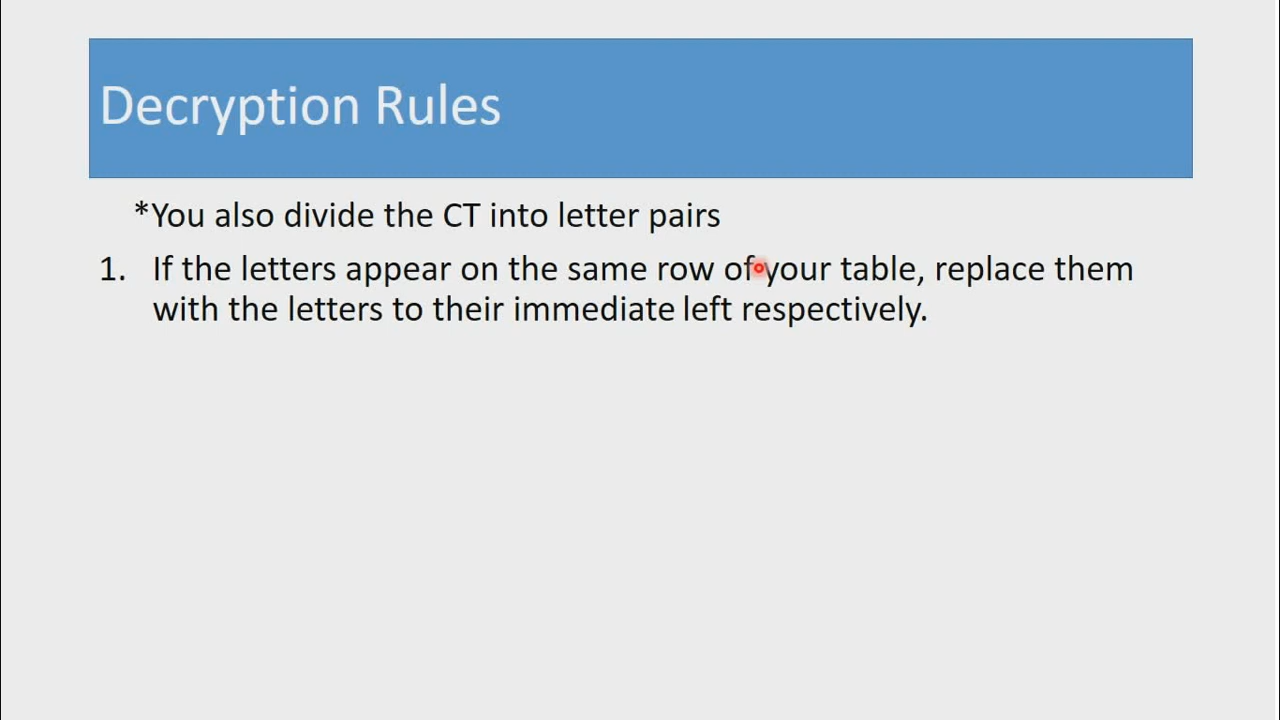 Decryption Rules
*You also divide the CT into letter pairs
1. If the letters appear on the same row of your table, replace them
with the letters to their immediate left respectively.